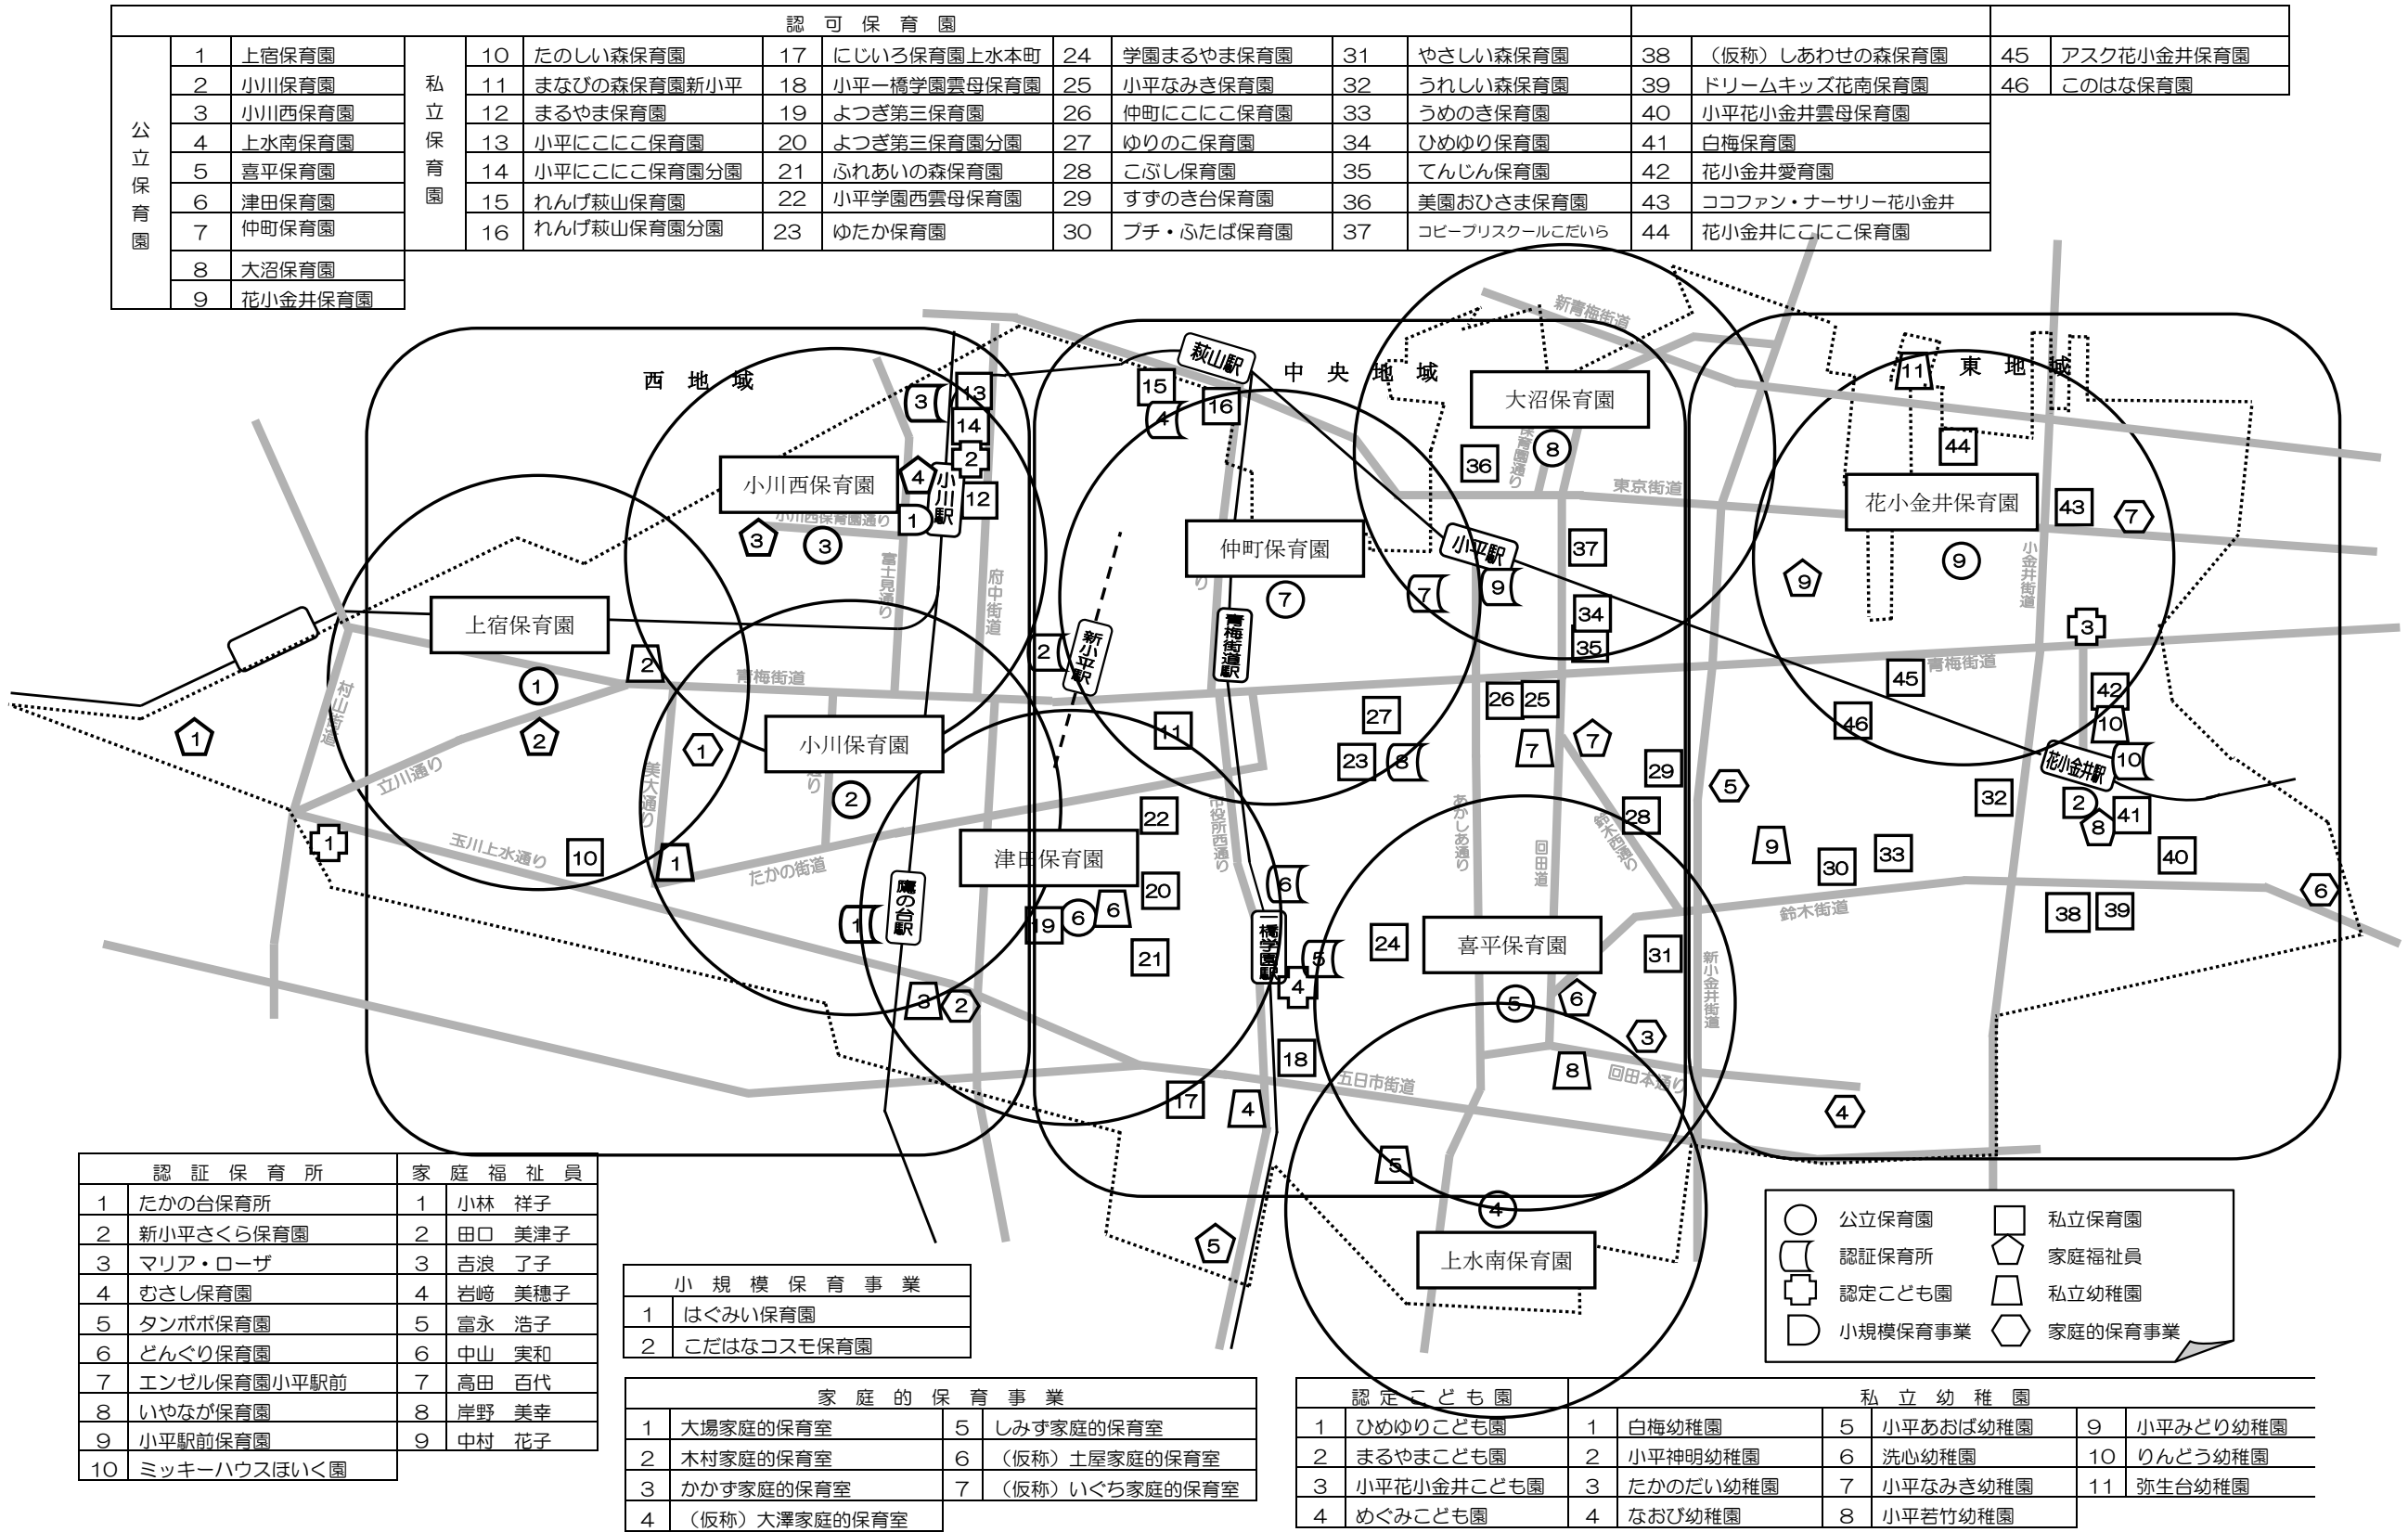 認可保育園
公立保育園
1 上宿保育園
2 小川保育園
3 小川西保育園
4 上水南保育園
5 喜平保育園
6 津田保育園
7 仲町保育園
8 大沼保育園
9 花小金井保育園
私立保育園
10 たのしい森保育園
11 まなびの森保育園新小平
12 まるやま保育園
13 小平にこにこ保育園
14 小平にこにこ保育園分園
15 れんげ萩山保育園
16 れんげ萩山保育園分園
17 にじいろ保育園上水本町
18 小平一橋学園雲母保育園
19 よつぎ第三保育園
20 よつぎ第三保育園分園
21 ふれあいの森保育園
22 小平学園西雲母保育園
23 ゆたか保育園
24 学園まるやま保育園
25 小平なみき保育園
26 仲町にこにこ保育園
27 ゆりのこ保育園
28 こぶし保育園
29 すずのき台保育園
30 プチ・ふたば保育園
31 やさしい森保育園
32 うれしい森保育園
33 うめのき保育園
34 ひめゆり保育園
35 てんじん保育園
36 美園おひさま保育園
37 コビープリスクールこだいら
38 （仮称）しあわせの森保育園
39 ドリームキッズ花南保育園
40 小平花小金井雲母保育園
41 白梅保育園
42 花小金井愛育園
43 ココファン・ナーサリー花小金井
44 花小金井にこにこ保育園
45 アスク花小金井保育園
46 このはな保育園
西地域
中央地域
東地域
新青梅街道
萩山駅
大沼保育園
保育園通り
東京街道
小川西保育園
小川駅
小川西保育園通り
富士見通り
府中街道
仲町保育園
小平駅
花小金井保育園
小金井街道
上宿保育園
新小平駅
青梅街道駅
青梅街道
青梅街道
村山街道
立川通り
小川保育園
美大通り
玉川上水通り
たかの街道
鷹の台駅
津田保育園
市役所西通り
一橋学園駅
あかしあ通り
回田道
鈴木街道
花小金井駅
喜平保育園
新小金井街道
回田本通り
五日市街道
上水南保育園
認証保育所
1 たかの台保育所
2 新小平さくら保育園
3 マリア・ローザ
4 むさし保育園
5 タンポポ保育園
6 どんぐり保育園
7 エンゼル保育園小平駅前
8 いやなが保育園
9 小平駅前保育園
10 ミッキーハウスほいく園
家庭福祉員
1 小林 祥子
2 田口 美津子
3 吉浪 了子
4 岩﨑 美穂子
5 富永 浩子
6 中山 実和
7 高田 百代
8 岸野 美幸
9 中村 花子
小規模保育事業
1 はぐみい保育園
2 こだはなコスモ保育園
家庭的保育事業
1 大場家庭的保育室
2 木村家庭的保育室
3 かかず家庭的保育室
4 （仮称）大澤家庭的保育室
5 しみず家庭的保育室
6 （仮称）土屋家庭的保育室
7 （仮称）いぐち家庭的保育室
認定こども園
1 ひめゆりこども園
2 まるやまこども園
3 小平花小金井こども園
4 めぐみこども園
私立幼稚園
1 白梅幼稚園
2 小平神明幼稚園
3 たかのだい幼稚園
4 なおび幼稚園
5 小平あおば幼稚園
6 洗心幼稚園
7 小平なみき幼稚園
8 小平若竹幼稚園
9 小平みどり幼稚園
10 りんどう幼稚園
11 弥生台幼稚園
公立保育園
私立保育園
認証保育所
家庭福祉員
認定こども園
私立幼稚園
小規模保育事業
家庭的保育事業